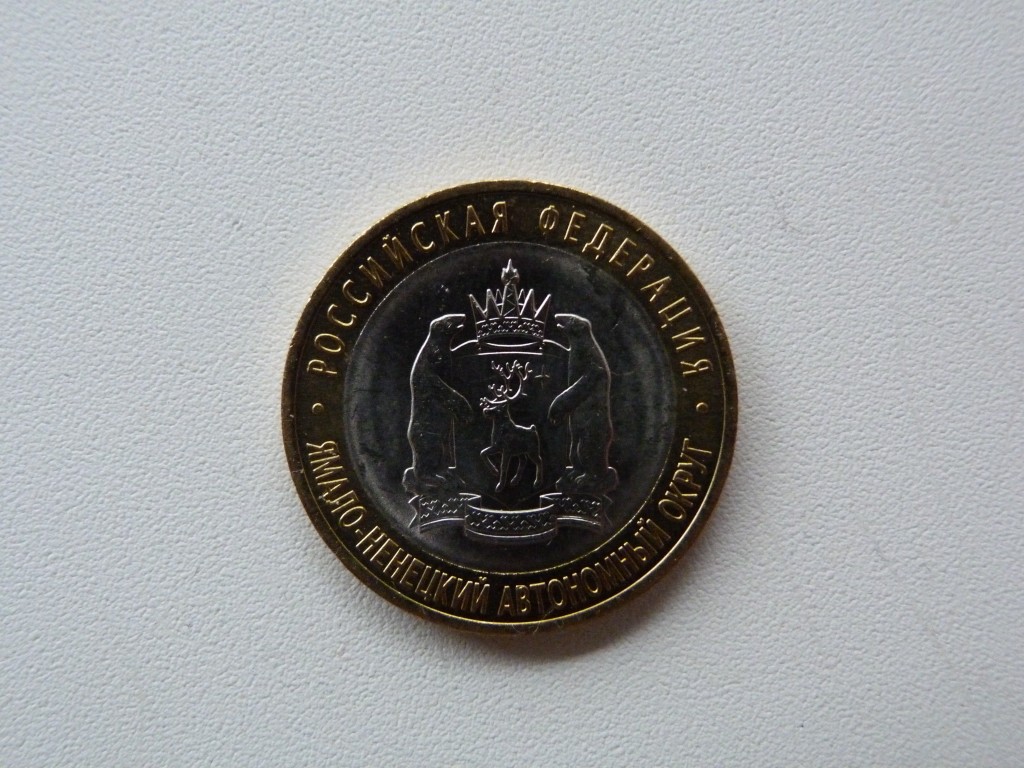 РОССИЙСКАЯ ФЕДЕРАЦИЯ
ЯМАЛО-НЕНЕЦКИЙ АВТОНОМНЫЙ ОКРУГ